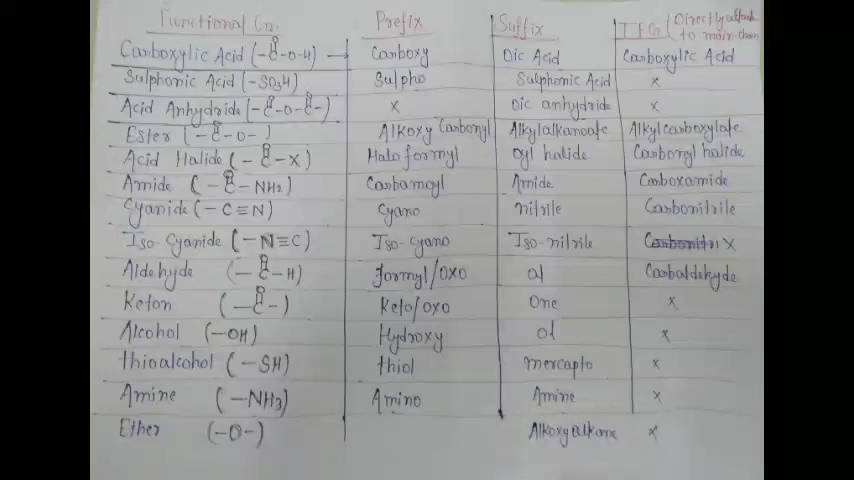 Functional Gr. Prefix Suffix IFG (Directly attach to main chain)
Carboxylic Acid (-C-O-H) → Carboxy Oic Acid Carboxylic Acid
Sulphonic Acid (-SO3H) Sulpho Sulphonic Acid x
Acid Anhydride (-C-O-C-) x Oic anhydride x
Ester (-C-O-) Alkoxy Carbonyl Alkylalkanoate Alkylcarboxylate
Acid Halide (-C-X) Halo formyl oyl halide Carbonyl halide
Amide (-C-NH2) Carbamoyl Amide Carboxamide
Cyanide (-C≡N) Cyano nitrile Carbonitrile
Iso-Cyanide (-N≡C) Iso-cyano Iso-nitrile x
Aldehyde (-C-H) formyl/oxo al Carbaldehyde
Keton (-C-) Keto/oxo One x
Alcohol (-OH) Hydroxy ol x
thioalcohol (-SH) thiol mercapto x
Amine (-NH3) Amino Amine x
Ether (-O-) Alkoxyalkane x